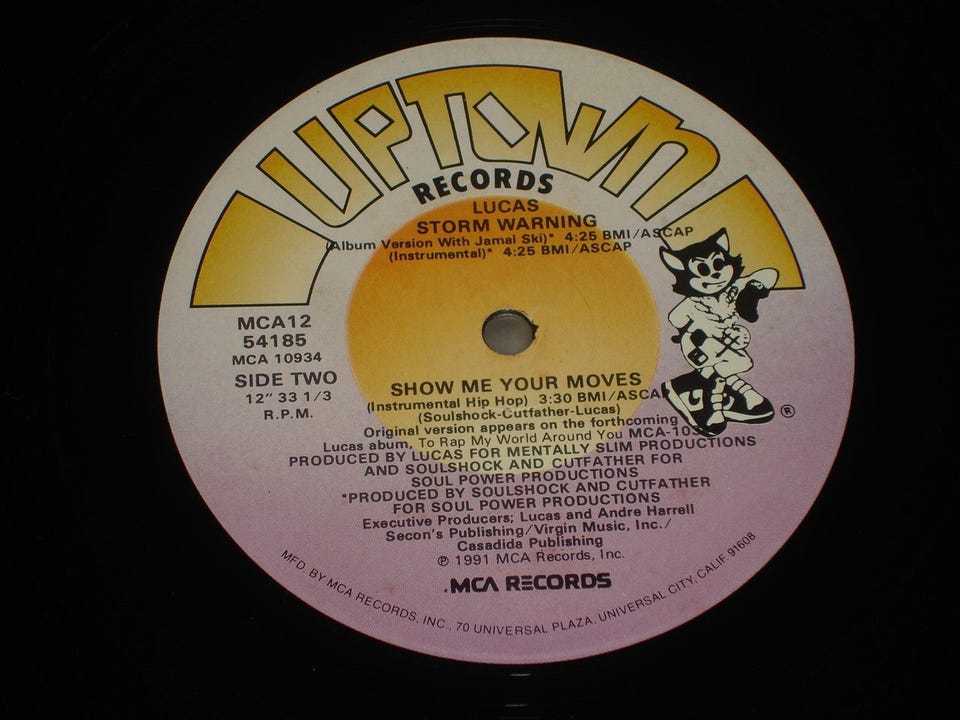 UPTOWN
RECORDS
LUCAS
STORM WARNING
(Album Version With Jamal Ski)* 4:25 BMI/ASCAP
(Instrumental)* 4:25 BMI/ASCAP
MCA12
54185
MCA 10934
SIDE TWO
12" 33 1/3
R.P.M.
SHOW ME YOUR MOVES
(Instrumental Hip Hop) 3:30 BMI/ASCAP
(Soulshock-Cutfather-Lucas)
Original version appears on the forthcoming
Lucas abum, To Rap My World Around You
PRODUCED BY LUCAS FOR MENTALLY SLIM PRODUCTIONS
AND SOULSHOCK AND CUTFATHER FOR
SOUL POWER PRODUCTIONS
*PRODUCED BY SOULSHOCK AND CUTFATHER
FOR SOUL POWER PRODUCTIONS
Executive Producers; Lucas and Andre Harrell
Secon's Publishing/Virgin Music, Inc./
Casadida Publishing
℗ 1991 MCA Records, Inc.
®
.MCA RECORDS
MFD. BY MCA RECORDS, INC., 70 UNIVERSAL PLAZA, UNIVERSAL CITY, CALIF. 91608